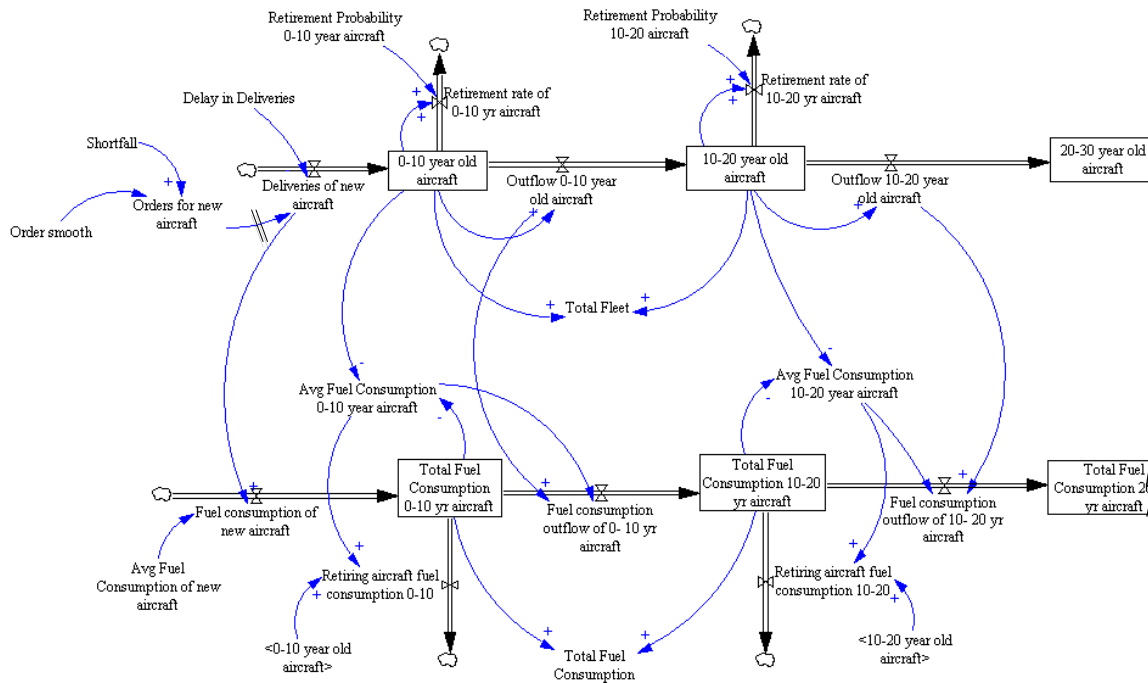 Retirement Probability
0-10 year aircraft
Retirement Probability
10-20 aircraft
Retirement rate of
0-10 yr aircraft
Retirement rate of
10-20 yr aircraft
Delay in Deliveries
Shortfall
0-10 year old
aircraft
10-20 year old
aircraft
20-30 year old
aircraft
Deliveries of new
aircraft
Outflow 0-10 year
old aircraft
Outflow 10-20 year
old aircraft
Orders for new
aircraft
Order smooth
Total Fleet
Avg Fuel Consumption
0-10 year aircraft
Avg Fuel Consumption
10-20 year aircraft
Total Fuel
Consumption
0-10 yr aircraft
Total Fuel
Consumption 10-20
yr aircraft
Total Fuel
Consumption 2
yr aircraft
Fuel consumption of
new aircraft
Fuel consumption
outflow of 0- 10 yr
aircraft
Fuel consumption
outflow of 10- 20 yr
aircraft
Avg Fuel
Consumption of new
aircraft
Retiring aircraft fuel
consumption 0-10
Retiring aircraft fuel
consumption 10-20
<0-10 year old
aircraft>
Total Fuel
Consumption
<10-20 year old
aircraft>